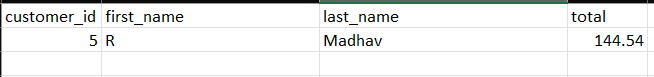 customer_id first_name last_name total
5 R Madhav 144.54